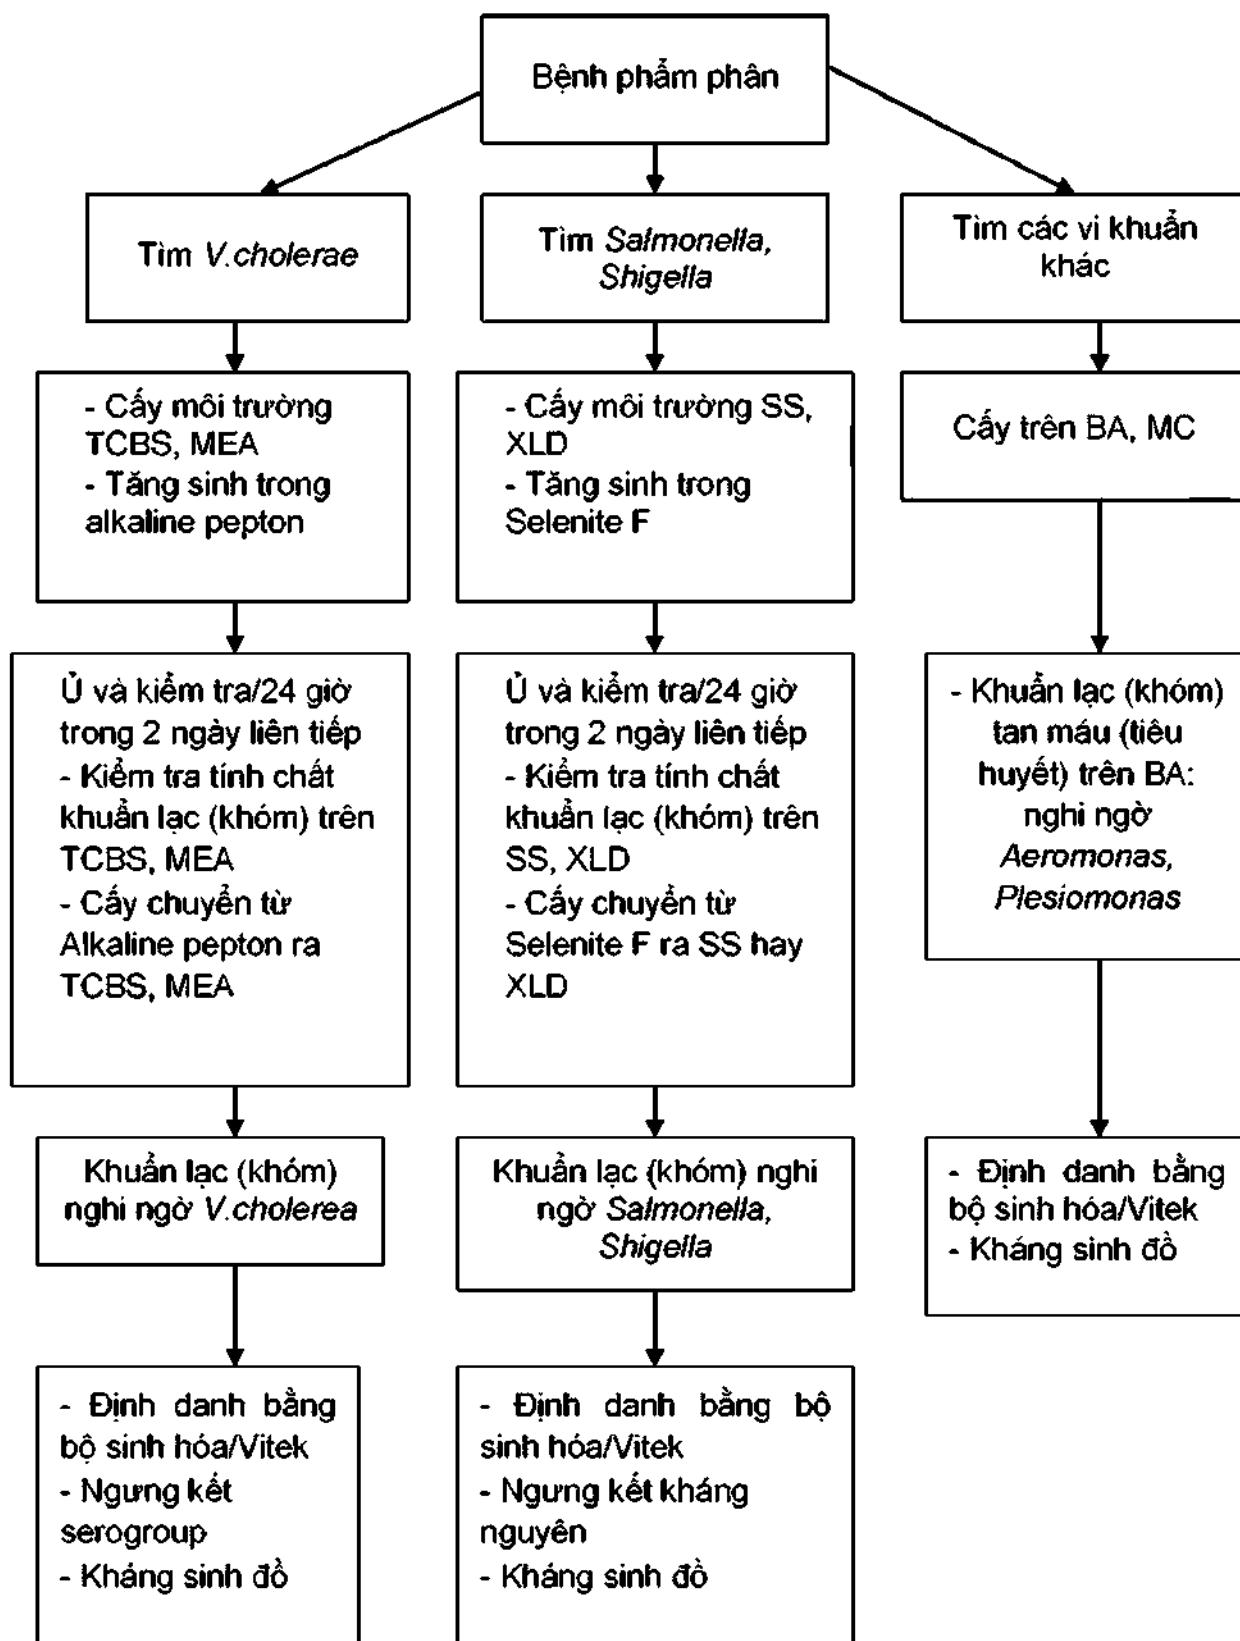 Bệnh phẩm phân
Tìm V.cholerae
Tìm Salmonella,
Shigella
Tìm các vi khuẩn
khác
- Cấy môi trường
TCBS, MEA
- Tăng sinh trong
alkaline pepton
- Cấy môi trường SS,
XLD
- Tăng sinh trong
Selenite F
Cấy trên BA, MC
Ủ và kiểm tra/24 giờ
trong 2 ngày liên tiếp
- Kiểm tra tính chất
khuẩn lạc (khóm) trên
TCBS, MEA
- Cấy chuyển từ
Alkaline pepton ra
TCBS, MEA
Ủ và kiểm tra/24 giờ
trong 2 ngày liên tiếp
- Kiểm tra tính chất
khuẩn lạc (khóm) trên
SS, XLD
- Cấy chuyển từ
Selenite F ra SS hay
XLD
- Khuẩn lạc (khóm)
tan máu (tiêu
huyết) trên BA:
nghi ngờ
Aeromonas,
Plesiomonas
Khuẩn lạc (khóm)
nghi ngờ V.cholerea
Khuẩn lạc (khóm) nghi
ngờ Salmonella,
Shigella
- Định danh bằng
bộ sinh hóa/Vitek
- Kháng sinh đồ
- Định danh bằng
bộ sinh hóa/Vitek
- Ngưng kết
serogroup
- Kháng sinh đồ
- Định danh bằng bộ
sinh hóa/Vitek
- Ngưng kết kháng
nguyên
- Kháng sinh đồ